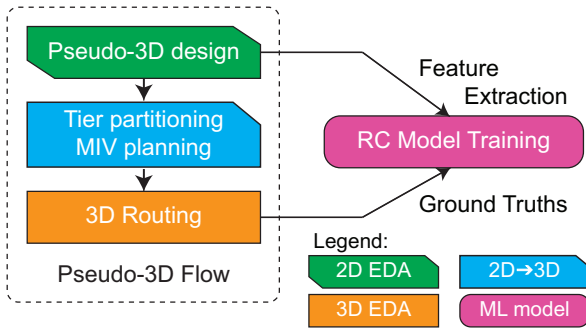 Pseudo-3D design
Tier partitioning
MIV planning
3D Routing
Pseudo-3D Flow
Feature
Extraction
RC Model Training
Ground Truths
Legend:
2D EDA
2D➔3D
3D EDA
ML model